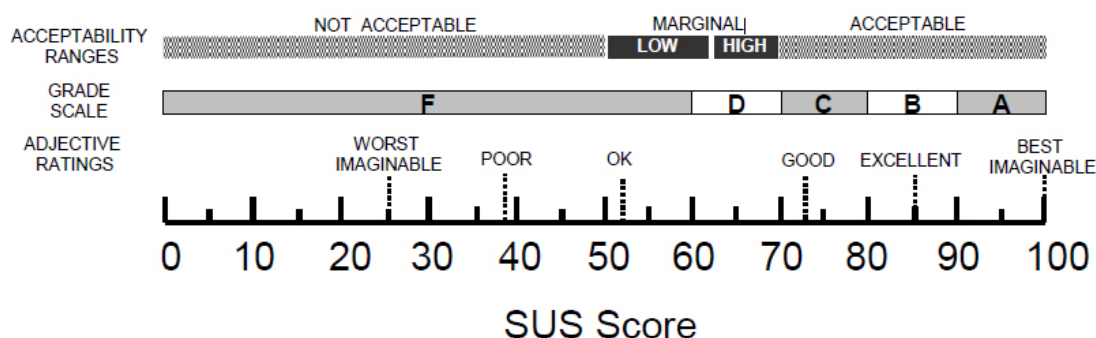 NOT ACCEPTABLE MARGINAL ACCEPTABLE
ACCEPTABILITY
RANGES
LOW HIGH
GRADE
SCALE
F D C B A
ADJECTIVE
RATINGS
WORST
IMAGINABLE
POOR
OK
GOOD
EXCELLENT
BEST
IMAGINABLE
0 10 20 30 40 50 60 70 80 90 100
SUS Score